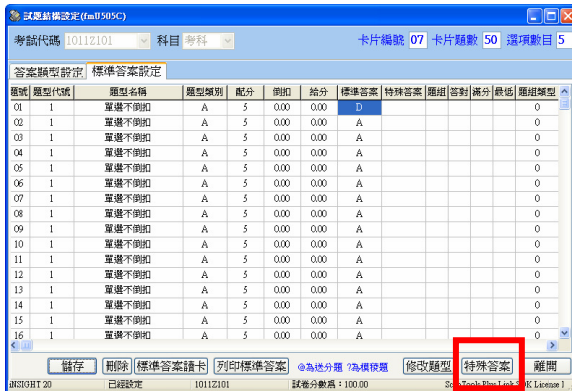 試題結構設定(fmU505C)
考試代碼 1011Z101 科目 考科 卡片編號 07 卡片題數 50 選項數目 5
答案類型設定 標準答案設定
題號 題型代號 題型名稱 題型類別 配分 倒扣 給分 標準答案 特殊答案 題組 答對 滿分 最低 題組類型
01 1 單選不倒扣 A 5 0.00 0.00 D 0
02 1 單選不倒扣 A 5 0.00 0.00 A 0
03 1 單選不倒扣 A 5 0.00 0.00 A 0
04 1 單選不倒扣 A 5 0.00 0.00 A 0
05 1 單選不倒扣 A 5 0.00 0.00 A 0
06 1 單選不倒扣 A 5 0.00 0.00 A 0
07 1 單選不倒扣 A 5 0.00 0.00 A 0
08 1 單選不倒扣 A 5 0.00 0.00 A 0
09 1 單選不倒扣 A 5 0.00 0.00 A 0
10 1 單選不倒扣 A 5 0.00 0.00 A 0
11 1 單選不倒扣 A 5 0.00 0.00 A 0
12 1 單選不倒扣 A 5 0.00 0.00 A 0
13 1 單選不倒扣 A 5 0.00 0.00 A 0
14 1 單選不倒扣 A 5 0.00 0.00 A 0
15 1 單選不倒扣 A 5 0.00 0.00 A 0
16 1 單選不倒扣 A 5 0.00 0.00 A 0
儲存 刪除 標準答案讀卡 列印標準答案 @為送分題 ?為模稜題 修改題型 特殊答案 離開
iNSIGHT 20 已經設定 1011Z101 試卷分數為：100.00 Plus Link License 1